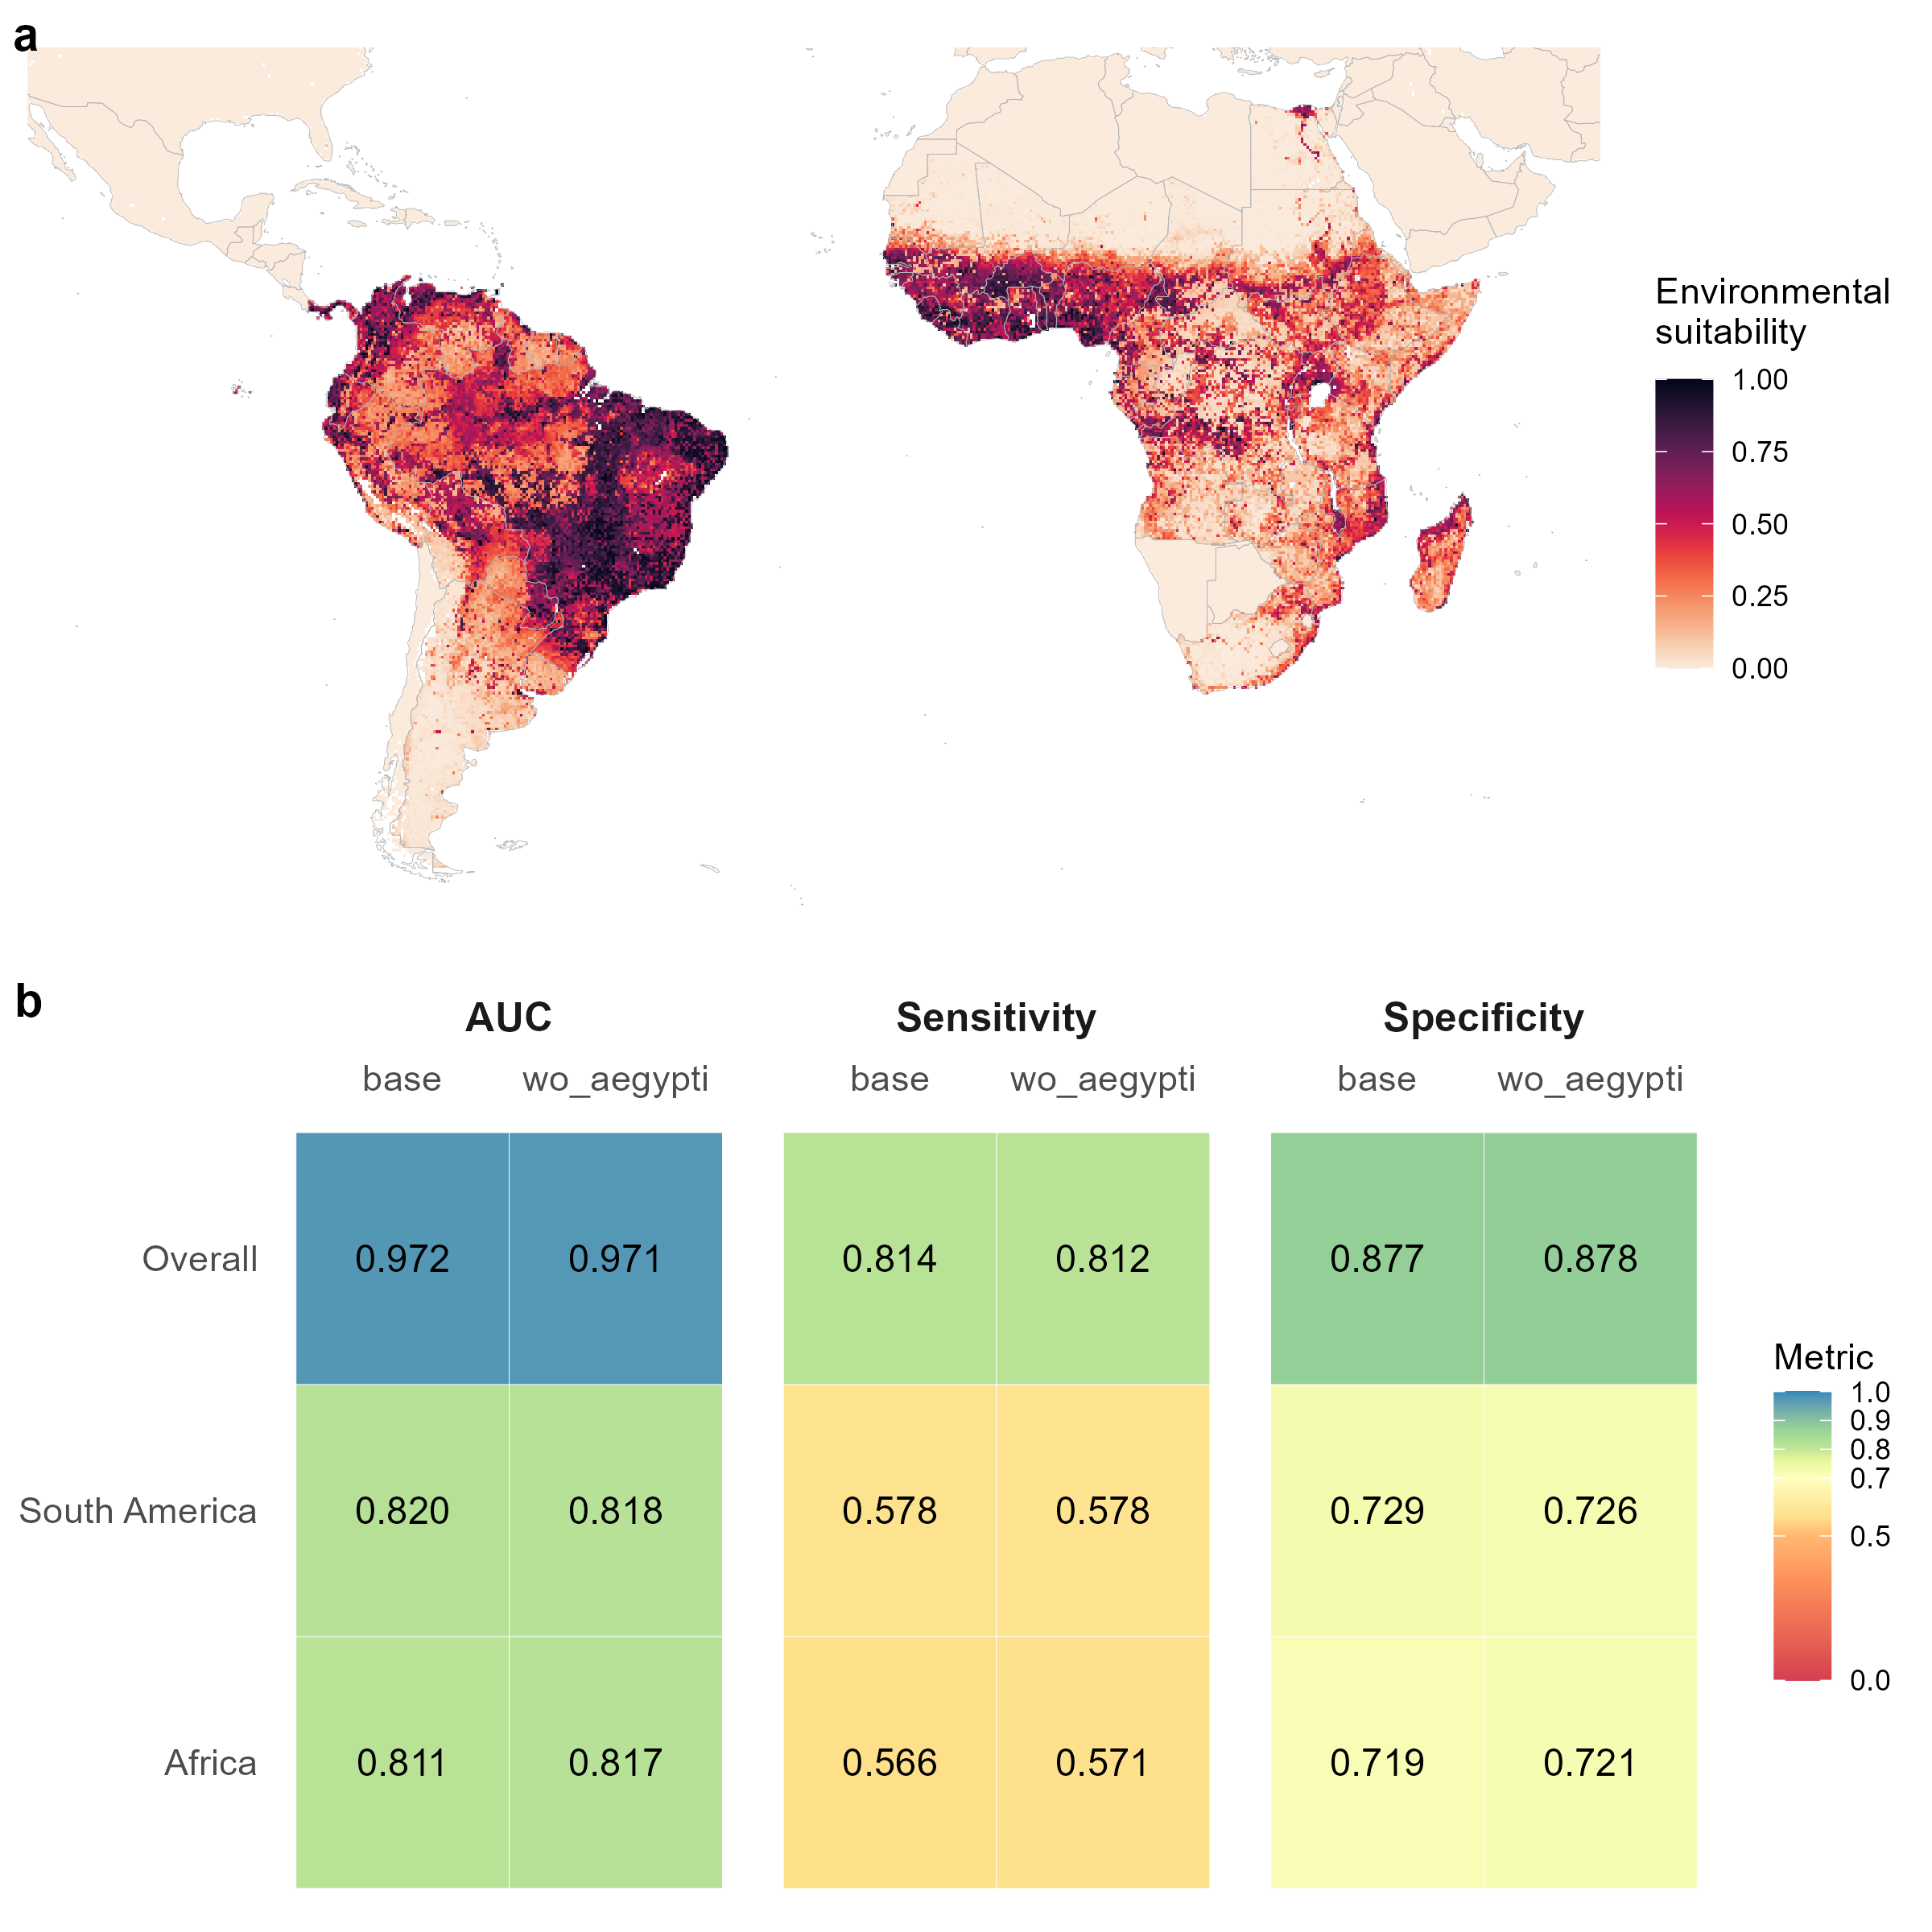 a
Environmental
suitability
1.00
0.75
0.50
0.25
0.00
b
AUC
Sensitivity
Specificity
base wo_aegypti base wo_aegypti base wo_aegypti
Overall 0.972 0.971 0.814 0.812 0.877 0.878
South America 0.820 0.818 0.578 0.578 0.729 0.726
Africa 0.811 0.817 0.566 0.571 0.719 0.721
Metric
1.0
0.9
0.8
0.7
0.5
0.0